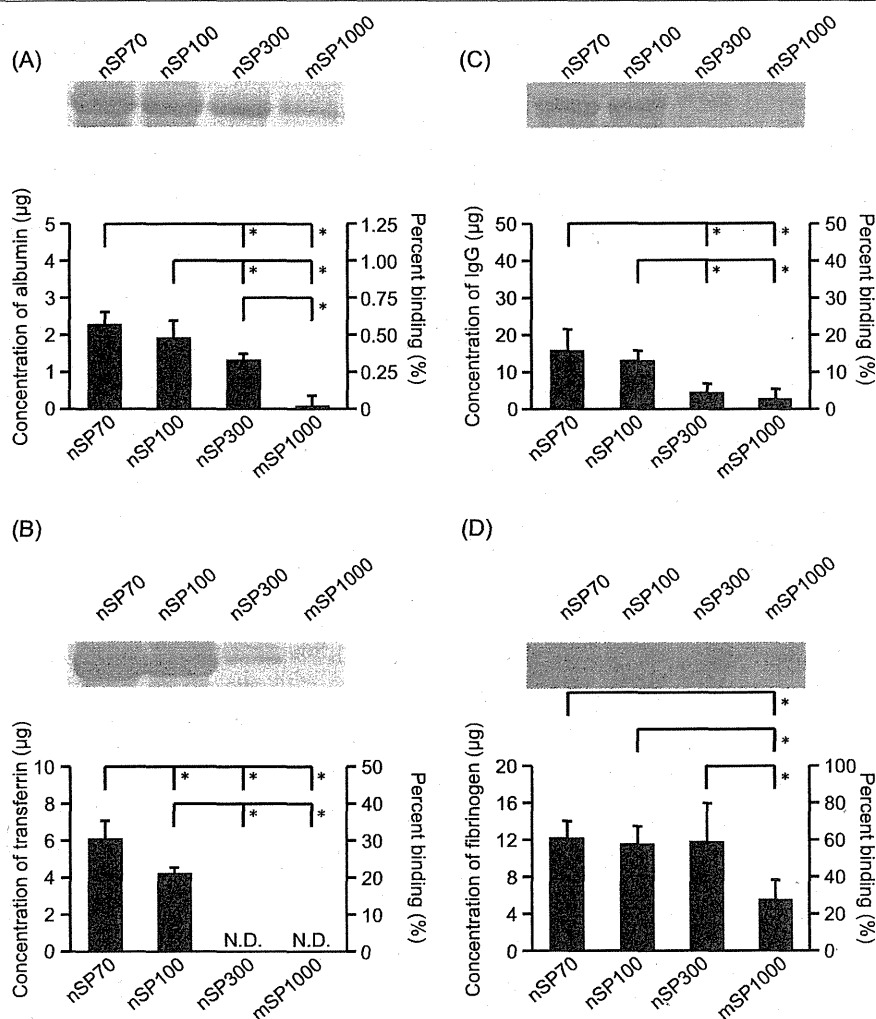 (A)
nSP70 nSP100 nSP300 mSP1000
Concentration of albumin (µg)
5
4
3
2
1
0
* *
* *
*
1.25
1.00
0.75
0.50
0.25
0
Percent binding (%)
nSP70 nSP100 nSP300 mSP1000
(C)
nSP70 nSP100 nSP300 mSP1000
Concentration of IgG (µg)
50
40
30
20
10
0
* *
* *
50
40
30
20
10
0
Percent binding (%)
nSP70 nSP100 nSP300 mSP1000
(B)
nSP70 nSP100 nSP300 mSP1000
Concentration of transferrin (µg)
10
8
6
4
2
0
* * *
* *
N.D. N.D.
50
40
30
20
10
0
Percent binding (%)
nSP70 nSP100 nSP300 mSP1000
(D)
nSP70 nSP100 nSP300 mSP1000
Concentration of fibrinogen (µg)
20
16
12
8
4
0
*
*
*
100
80
60
40
20
0
Percent binding (%)
nSP70 nSP100 nSP300 mSP1000